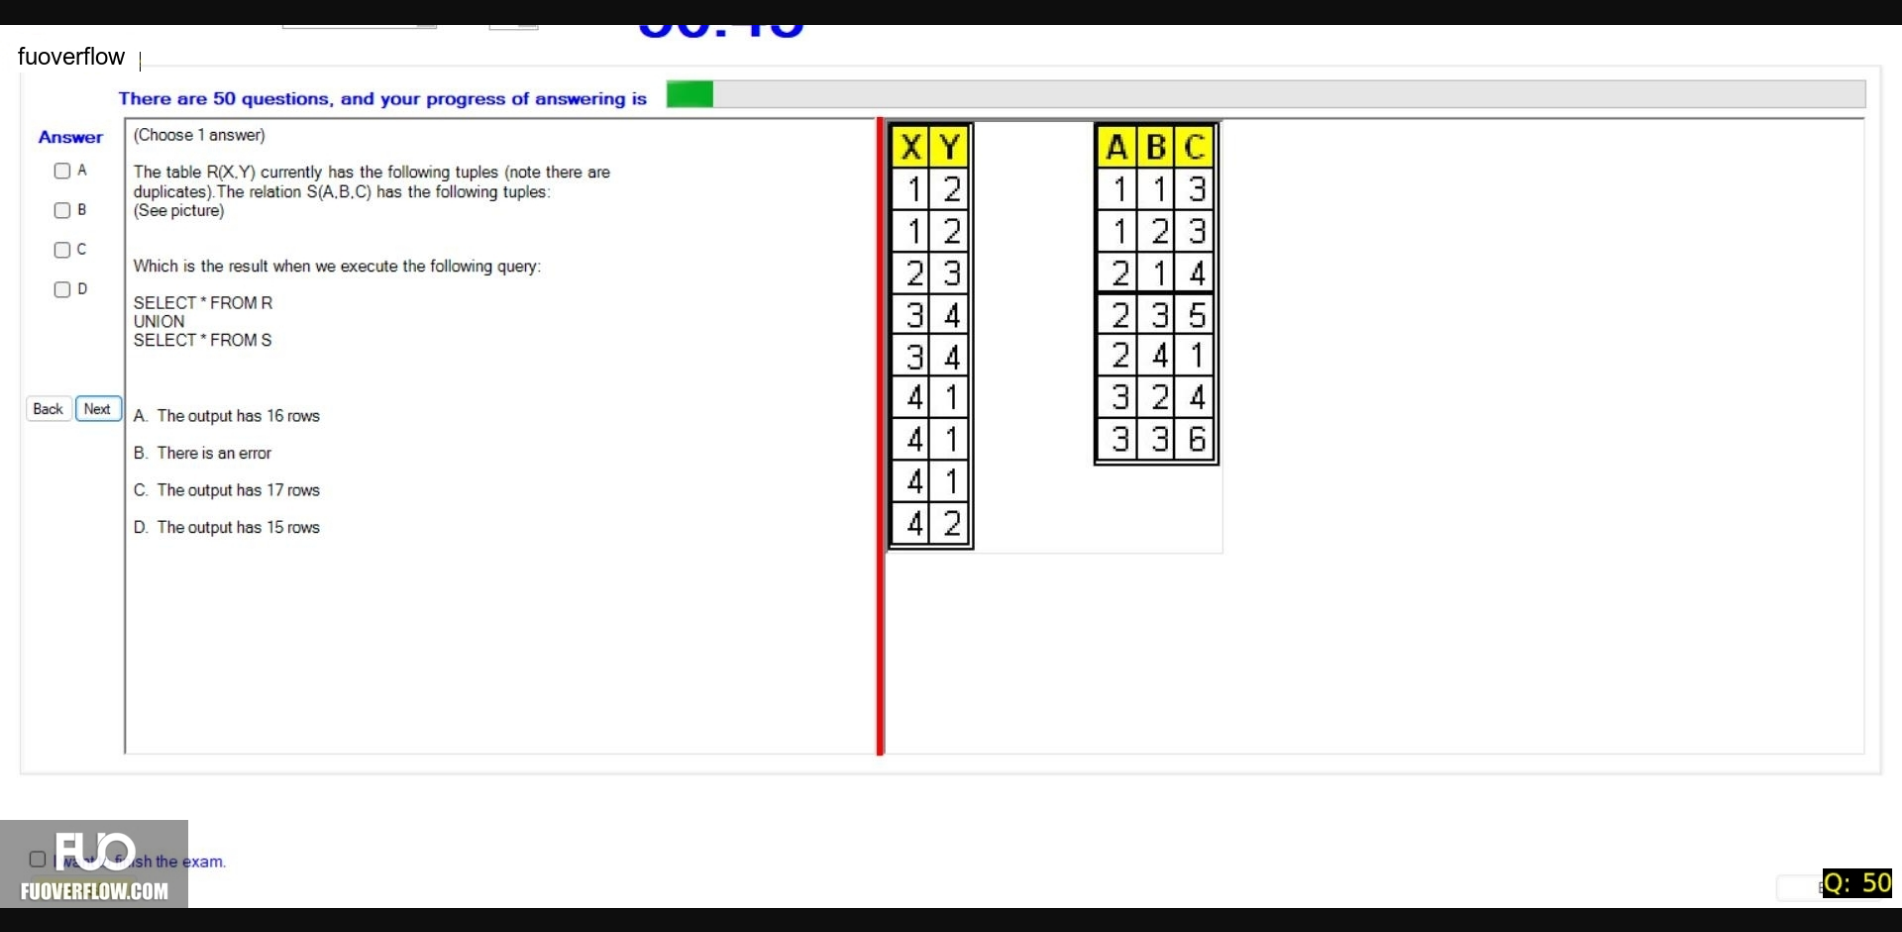 fuoverflow
There are 50 questions, and your progress of answering is
Answer
A
B
C
D
Back Next
(Choose 1 answer)
The table R(X,Y) currently has the following tuples (note there are
duplicates).The relation S(A,B,C) has the following tuples:
(See picture)
Which is the result when we execute the following query:
SELECT * FROM R
UNION
SELECT * FROM S
A. The output has 16 rows
B. There is an error
C. The output has 17 rows
D. The output has 15 rows
X Y
1 2
1 2
2 3
3 4
3 4
4 1
4 1
4 1
4 2
A B C
1 1 3
1 2 3
2 1 4
2 3 5
2 4 1
3 2 4
3 3 6
FUO
sh the exam.
FUOVERFLOW.COM
Q: 50